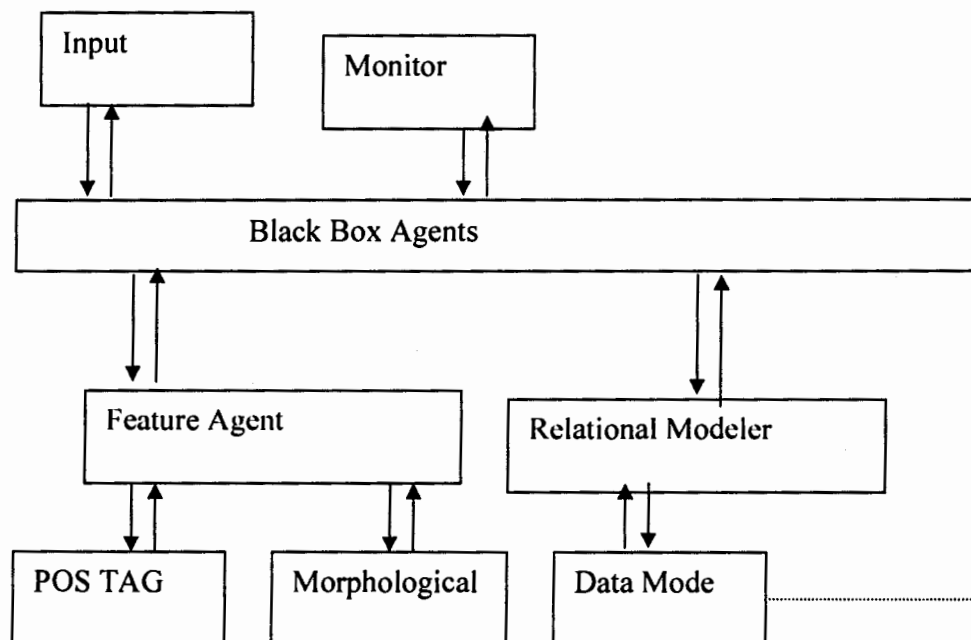 Input
Monitor
Black Box Agents
Feature Agent
Relational Modeler
POS TAG
Morphological
Data Mode